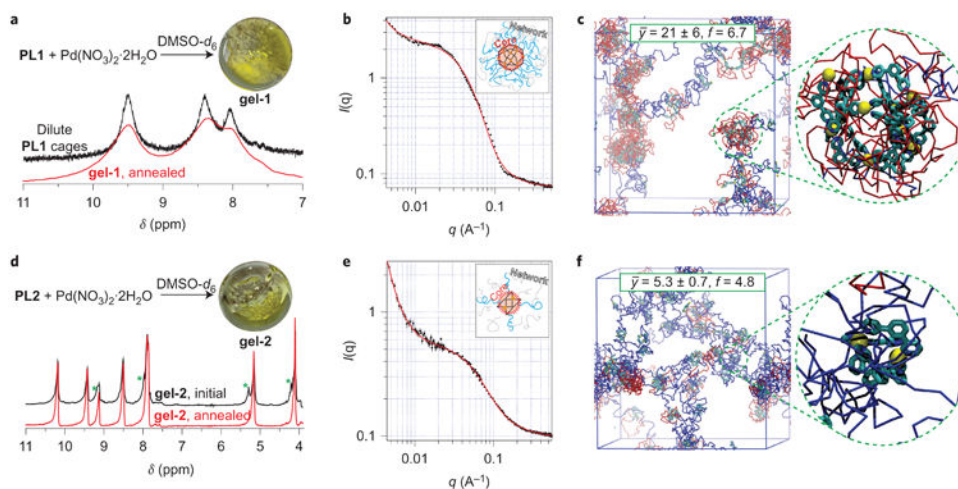 a
PL1 + Pd(NO₃)₂·2H₂O
DMSO-d₆
gel-1
Dilute
PL1 cages
gel-1, annealed
11 10 9 8 7
δ (ppm)
b
Network
I(q)
1
0.1
0.01 0.1
q (A⁻¹)
c
ȳ = 21 ± 6, f = 6.7
d
PL2 + Pd(NO₃)₂·2H₂O
DMSO-d₆
gel-2
* * * *
gel-2, initial
gel-2, annealed
11 10 9 8 7 6 5 4
δ (ppm)
e
Network
I(q)
1
0.1
0.01 0.1
q (A⁻¹)
f
ȳ = 5.3 ± 0.7, f = 4.8